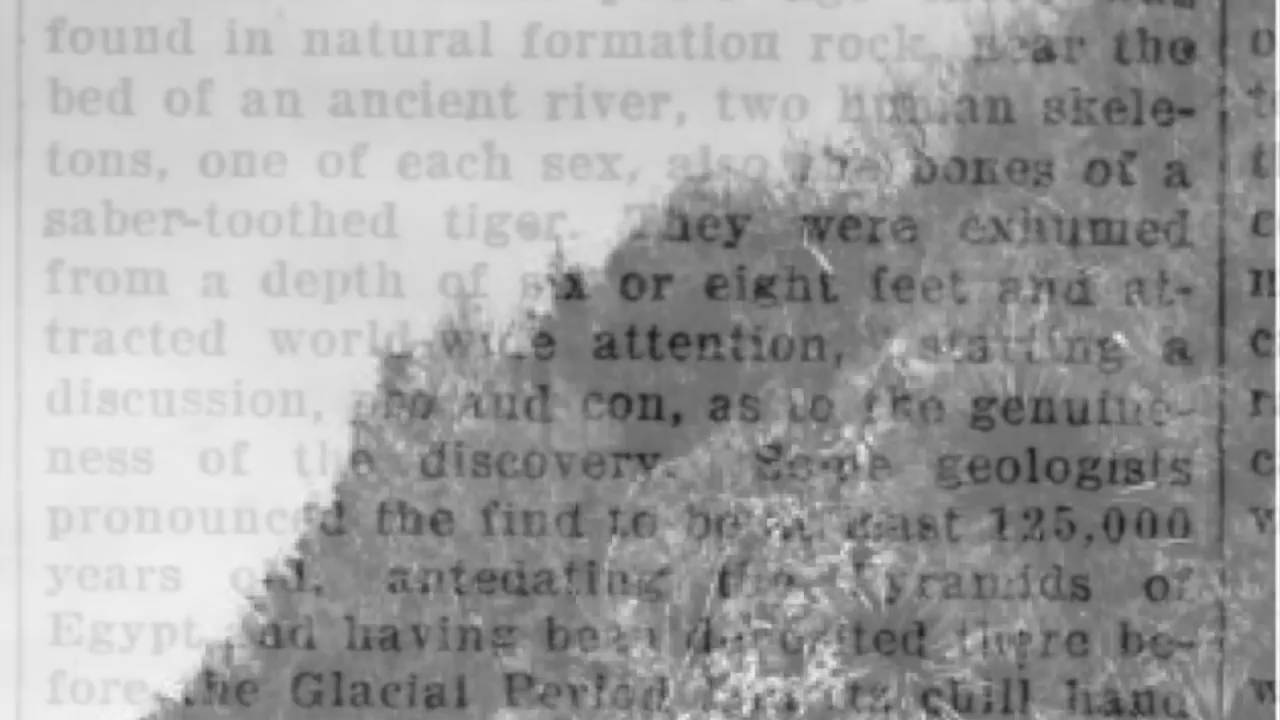 found in natural formation rock, near the
bed of an ancient river, two human skele-
tons, one of each sex, also the bones of a
saber-toothed tiger. They were exhumed
from a depth of six or eight feet and at-
tracted world wide attention, starting a
discussion, pro and con, as to the genuine-
ness of the discovery. Some geologists
pronounced the find to be at least 125,000
years old, antedating the Pyramids of
Egypt and having been deposited there be-
fore the Glacial Period its chill hand